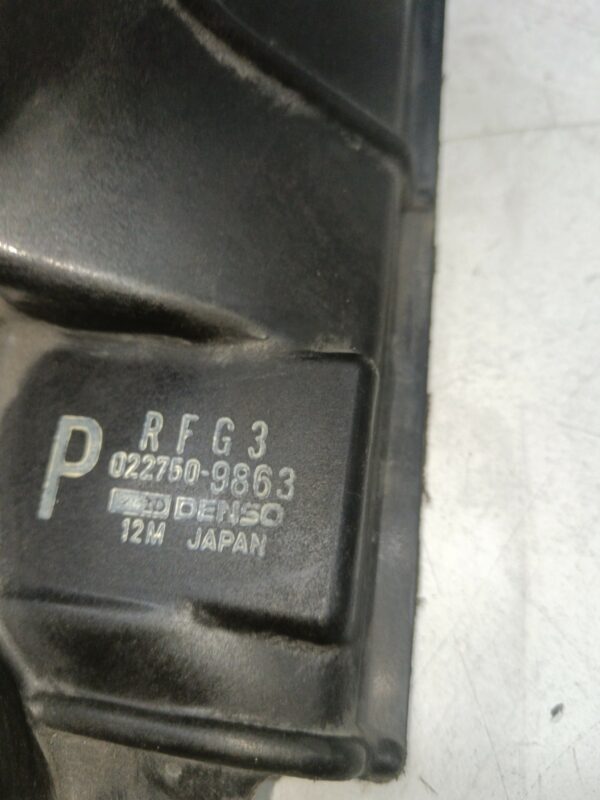 P
RFG3
022750-9863
DENSO
12M JAPAN